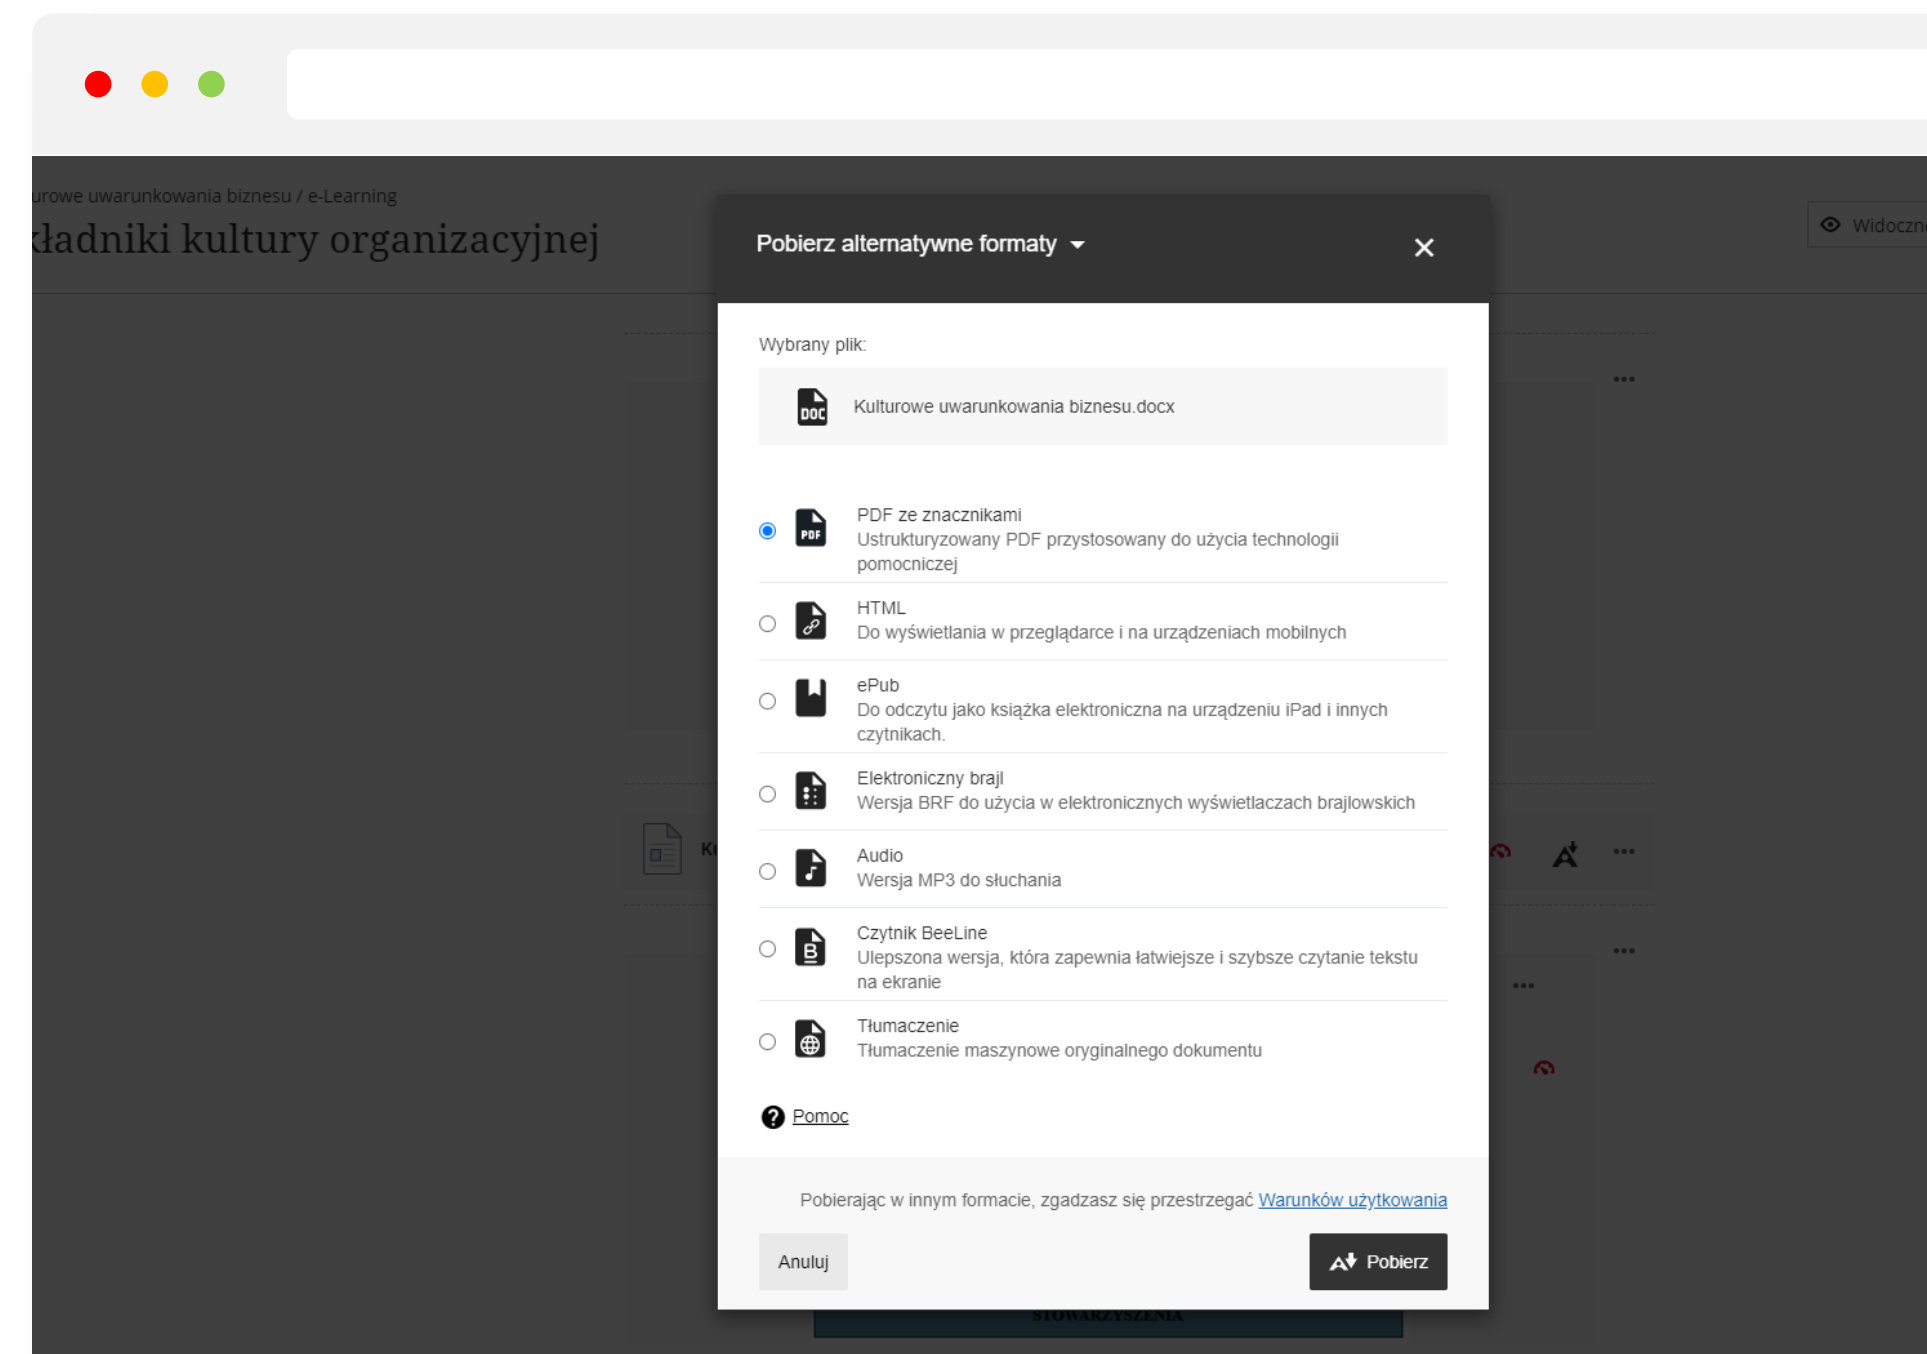 urowe uwarunkowania biznesu / e-Learning
kładniki kultury organizacyjnej
Pobierz alternatywne formaty
Wybrany plik:
DOC
Kulturowe uwarunkowania biznesu.docx
PDF
PDF ze znacznikami
Ustrukturyzowany PDF przystosowany do użycia technologii
pomocniczej
HTML
Do wyświetlania w przeglądarce i na urządzeniach mobilnych
ePub
Do odczytu jako książka elektroniczna na urządzeniu iPad i innych
czytnikach.
Elektroniczny brajl
Wersja BRF do użycia w elektronicznych wyświetlaczach brajlowskich
Ku
Audio
Wersja MP3 do słuchania
B
Czytnik BeeLine
Ulepszona wersja, która zapewnia łatwiejsze i szybsze czytanie tekstu
na ekranie
Tłumaczenie
Tłumaczenie maszynowe oryginalnego dokumentu
? Pomoc
Pobierając w innym formacie, zgadzasz się przestrzegać Warunków użytkowania
Anuluj
A Pobierz
STOWARZYSZENIA